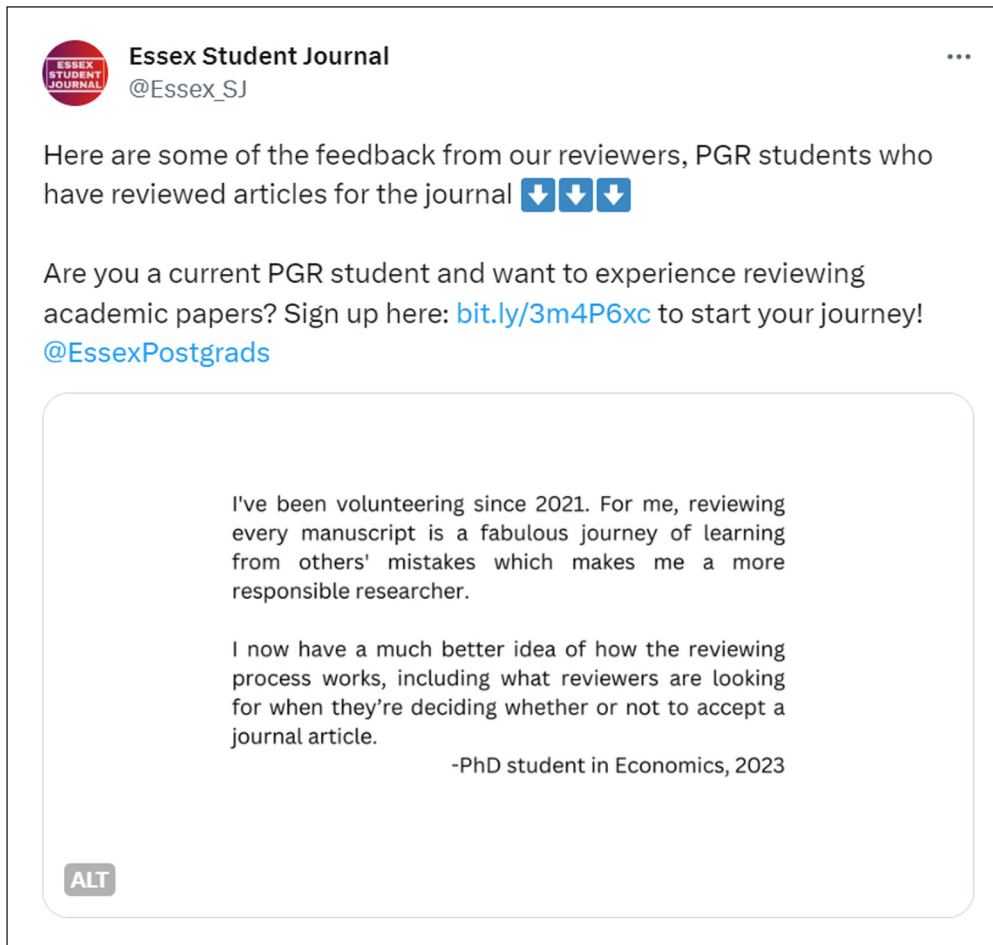 ESSEX
STUDENT
JOURNAL
Essex Student Journal
@Essex_SJ
Here are some of the feedback from our reviewers, PGR students who
have reviewed articles for the journal ⬇⬇⬇
Are you a current PGR student and want to experience reviewing
academic papers? Sign up here: bit.ly/3m4P6xc to start your journey!
@EssexPostgrads
I've been volunteering since 2021. For me, reviewing
every manuscript is a fabulous journey of learning
from others' mistakes which makes me a more
responsible researcher.
I now have a much better idea of how the reviewing
process works, including what reviewers are looking
for when they’re deciding whether or not to accept a
journal article.
-PhD student in Economics, 2023
ALT